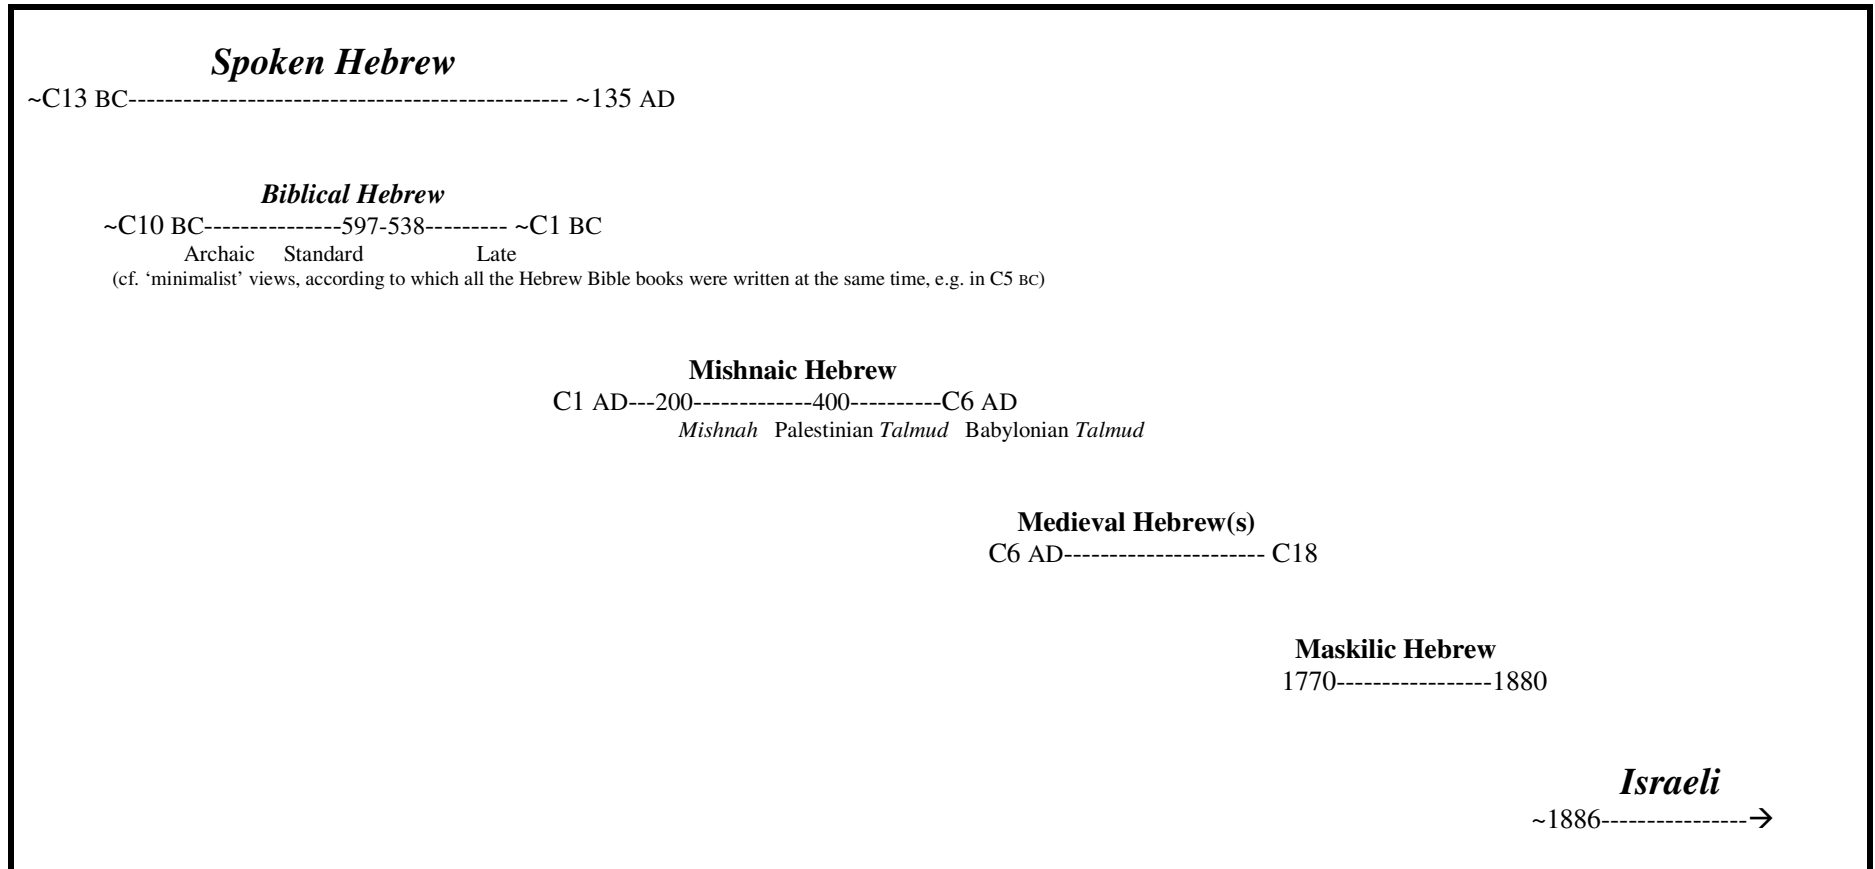 Spoken Hebrew
~C13 BC------------------------------------------------ ~135 AD
Biblical Hebrew
~C10 BC---------------597-538--------- ~C1 BC
Archaic Standard Late
(cf. ‘minimalist’ views, according to which all the Hebrew Bible books were written at the same time, e.g. in C5 BC)
Mishnaic Hebrew
C1 AD---200-------------400----------C6 AD
Mishnah Palestinian Talmud Babylonian Talmud
Medieval Hebrew(s)
C6 AD---------------------- C18
Maskilic Hebrew
1770-----------------1880
Israeli
~1886----------------→